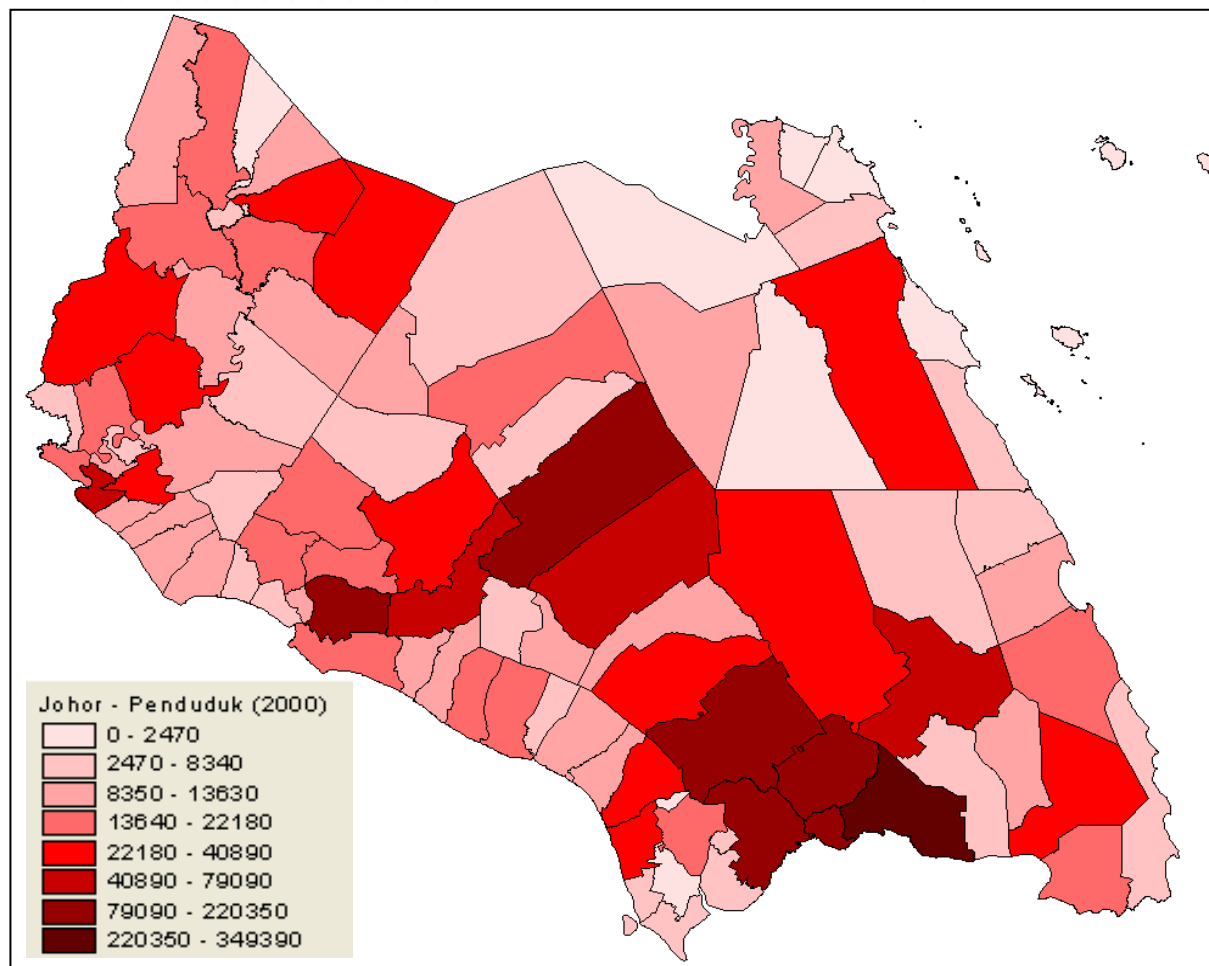 Johor - Penduduk (2000)
0 - 2470
2470 - 8340
8350 - 13630
13640 - 22180
22180 - 40890
40890 - 79090
79090 - 220350
220350 - 349390